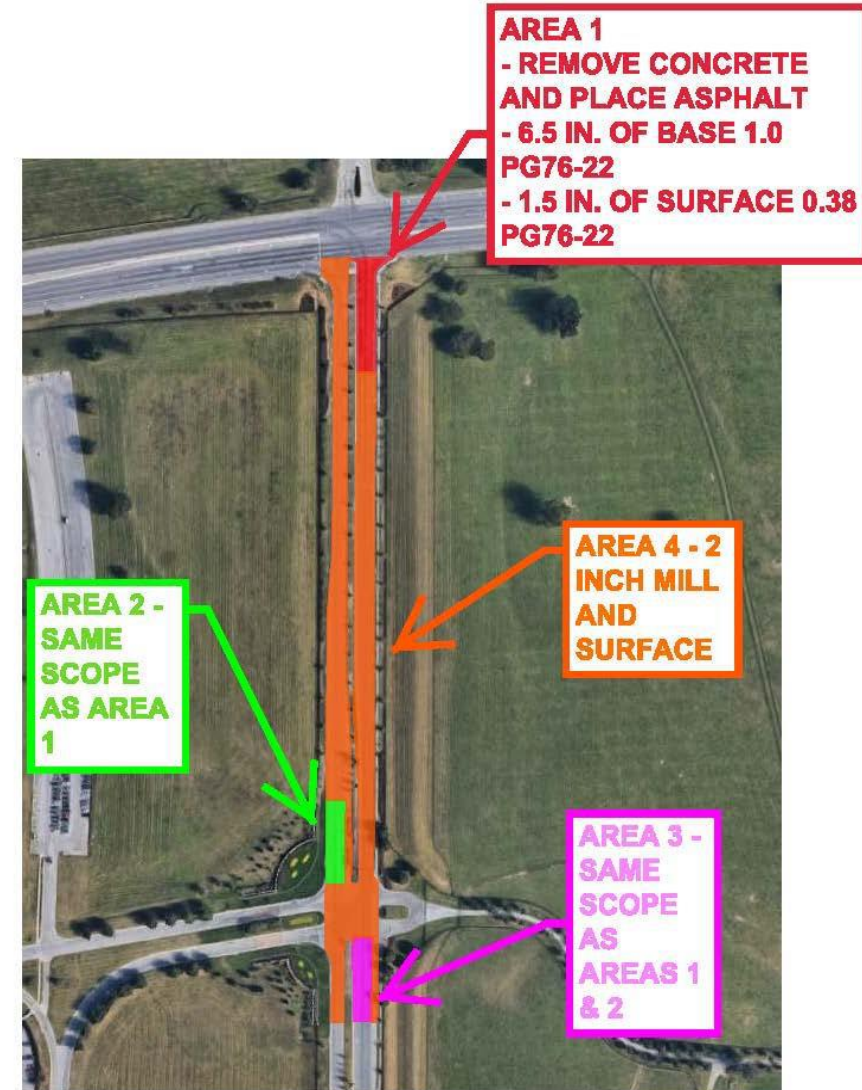 AREA 1
- REMOVE CONCRETE
AND PLACE ASPHALT
- 6.5 IN. OF BASE 1.0
PG76-22
- 1.5 IN. OF SURFACE 0.38
PG76-22
AREA 4 - 2
INCH MILL
AND
SURFACE
AREA 2 -
SAME
SCOPE
AS AREA
1
AREA 3 -
SAME
SCOPE
AS
AREAS 1
& 2